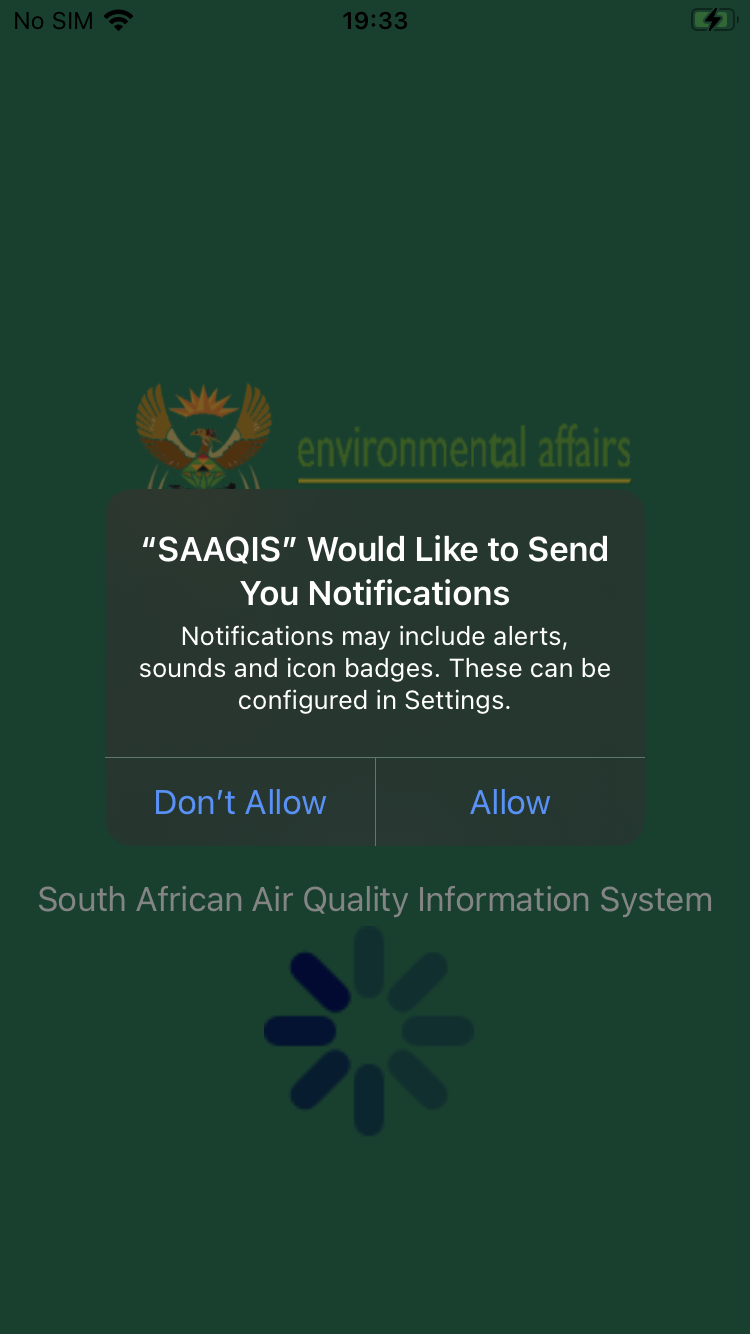 No SIM 19:33
environmental affairs
“SAAQIS” Would Like to Send
You Notifications
Notifications may include alerts,
sounds and icon badges. These can be
configured in Settings.
Don’t Allow Allow
South African Air Quality Information System